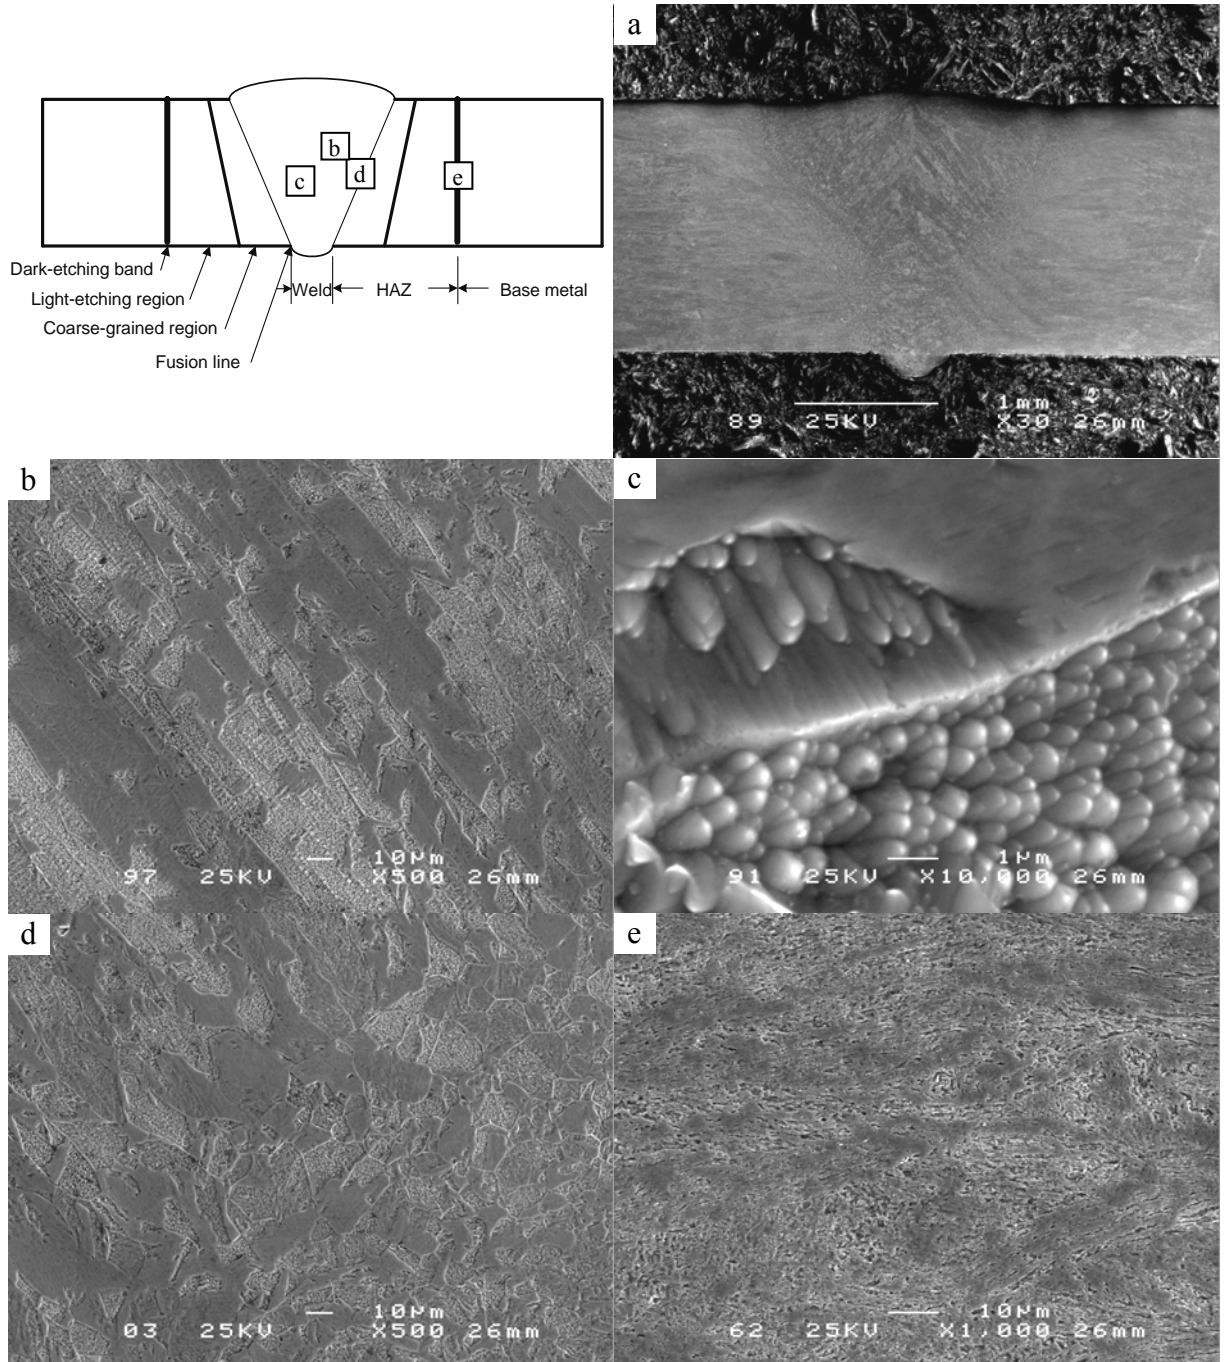 a
b
c
d
e
Dark-etching band
Light-etching region
Coarse-grained region
Fusion line
Weld
HAZ
Base metal
1mm
89 25KV X30 26mm
b
10µm
97 25KV X500 26mm
c
1µm
91 25KV X10,000 26mm
d
10µm
03 25KV X500 26mm
e
10µm
62 25KV X1,000 26mm